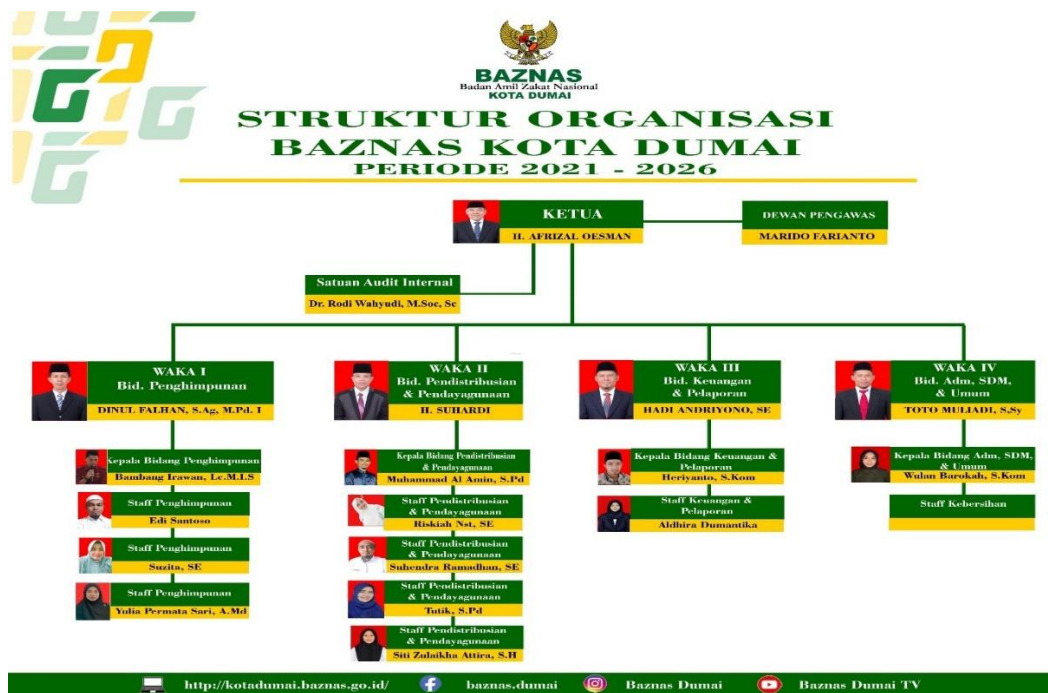 BAZNAS
Badan Amil Zakat Nasional
KOTA DUMAI
STRUKTUR ORGANISASI
BAZNAS KOTA DUMAI
PERIODE 2021 - 2026
KETUA
H. AFRIZAL OESMAN
DEWAN PENGAWAS
MARIDO FARIANTO
Satuan Audit Internal
Dr. Rodi Wahyudi, M.Soc, Sc
WAKA I
Bid. Penghimpunan
DINUL FALHAN, S.Ag, M.Pd. I
Kepala Bidang Penghimpunan
Bambang Irawan, Lc.M.I.S
Staff Penghimpunan
Edi Santoso
Staff Penghimpunan
Suzita, SE
Staff Penghimpunan
Yulia Permata Sari, A.Md
WAKA II
Bid. Pendistribusian
& Pendayagunaan
H. SUHARDI
Kepala Bidang Pendistribusian
& Pendayagunaan
Muhammad Al Amin, S.Pd
Staff Pendistribusian
& Pendayagunaan
Riskiah Nst, SE
Staff Pendistribusian
& Pendayagunaan
Suhendra Ramadhan, SE
Staff Pendistribusian
& Pendayagunaan
Tutik, S.Pd
Staff Pendistribusian
& Pendayagunaan
Siti Zulaikha Attira, S.H
WAKA III
Bid. Keuangan
& Pelaporan
HADI ANDRIYONO, SE
Kepala Bidang Keuangan &
Pelaporan
Heriyanto, S.Kom
Staff Keuangan &
Pelaporan
Aldhira Dumantika
WAKA IV
Bid. Adm, SDM,
& Umum
TOTO MULIADI, S,Sy
Kepala Bidang Adm, SDM,
& Umum
Wulan Barokah, S.Kom
Staff Kebersihan
http://kotadumai.baznas.go.id/
baznas.dumai
Baznas Dumai
Baznas Dumai TV